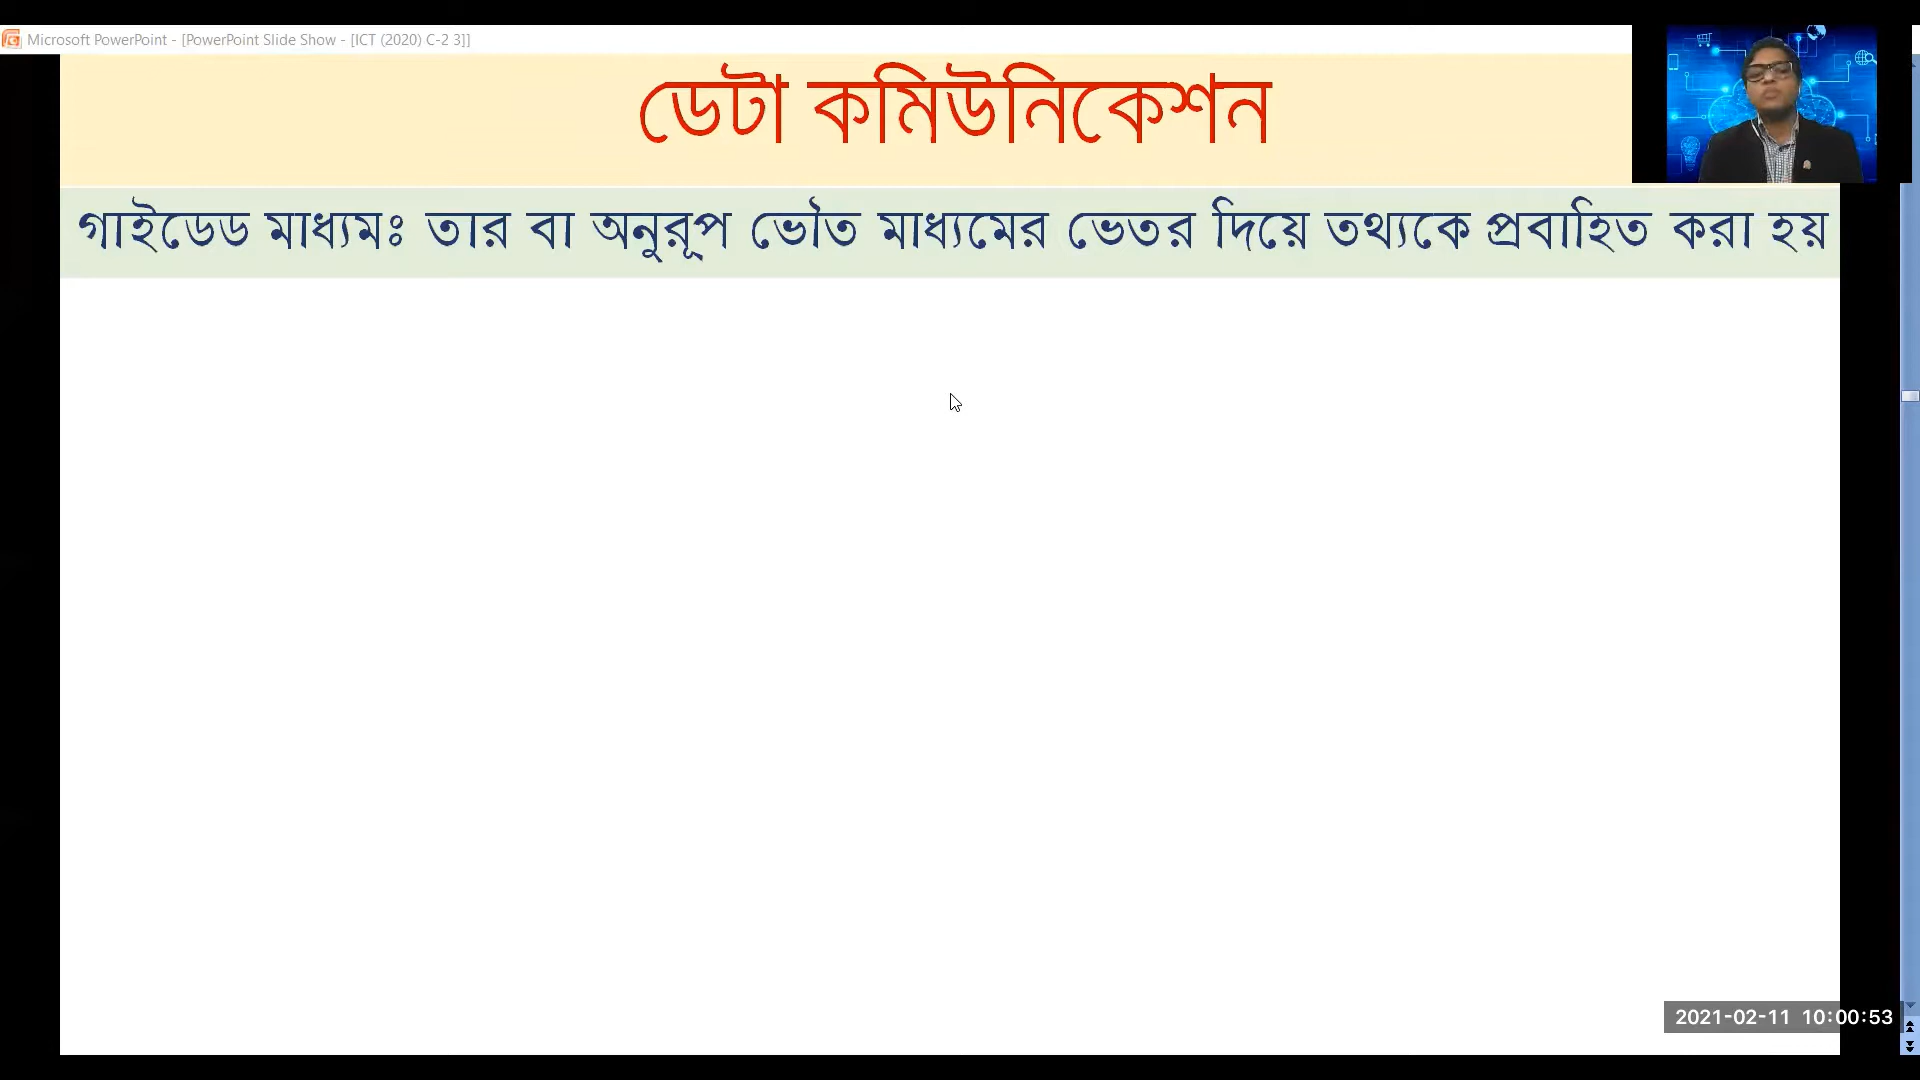 Microsoft PowerPoint - [PowerPoint Slide Show - [ICT (2020) C-2 3]]
ডেটা কমিউনিকেশন
গাইডেড মাধ্যমঃ তার বা অনুরূপ ভৌত মাধ্যমের ভেতর দিয়ে তথ্যকে প্রবাহিত করা হয়
2021-02-11 10:00:53